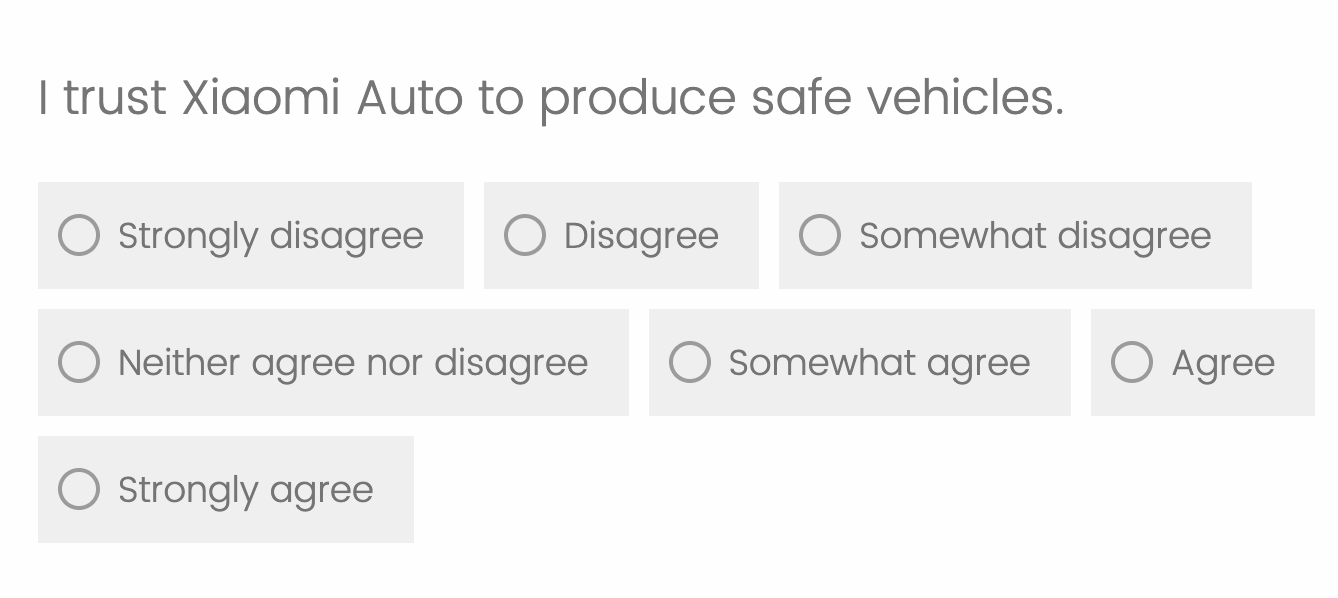 I trust Xiaomi Auto to produce safe vehicles.
Strongly disagree Disagree Somewhat disagree
Neither agree nor disagree Somewhat agree Agree
Strongly agree